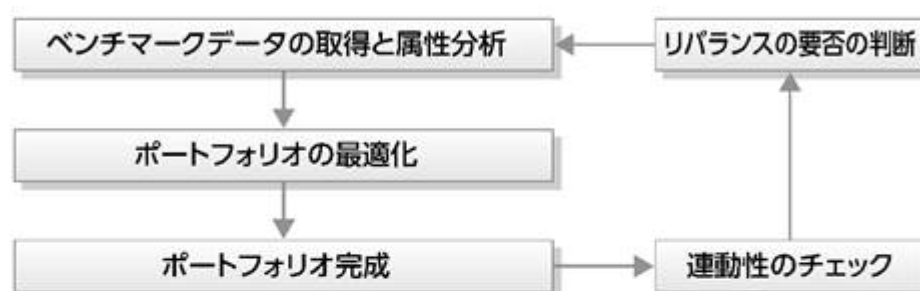 ベンチマークデータの取得と属性分析
リバランスの要否の判断
ポートフォリオの最適化
ポートフォリオ完成
連動性のチェック